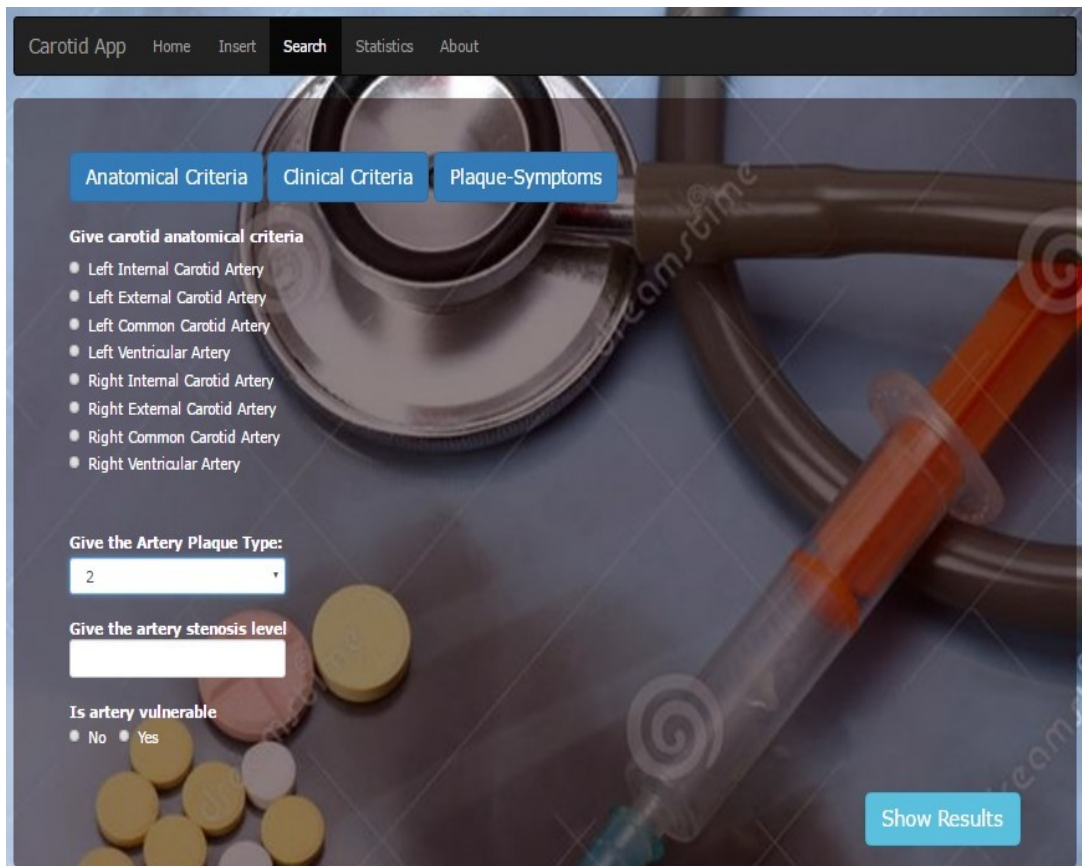 Carotid App Home Insert Search Statistics About
Anatomical Criteria Clinical Criteria Plaque-Symptoms
Give carotid anatomical criteria
Left Internal Carotid Artery
Left External Carotid Artery
Left Common Carotid Artery
Left Ventricular Artery
Right Internal Carotid Artery
Right External Carotid Artery
Right Common Carotid Artery
Right Ventricular Artery
Give the Artery Plaque Type:
2
Give the artery stenosis level
Is artery vulnerable
No Yes
Show Results
dreamstime
dreamstime
dreamstime